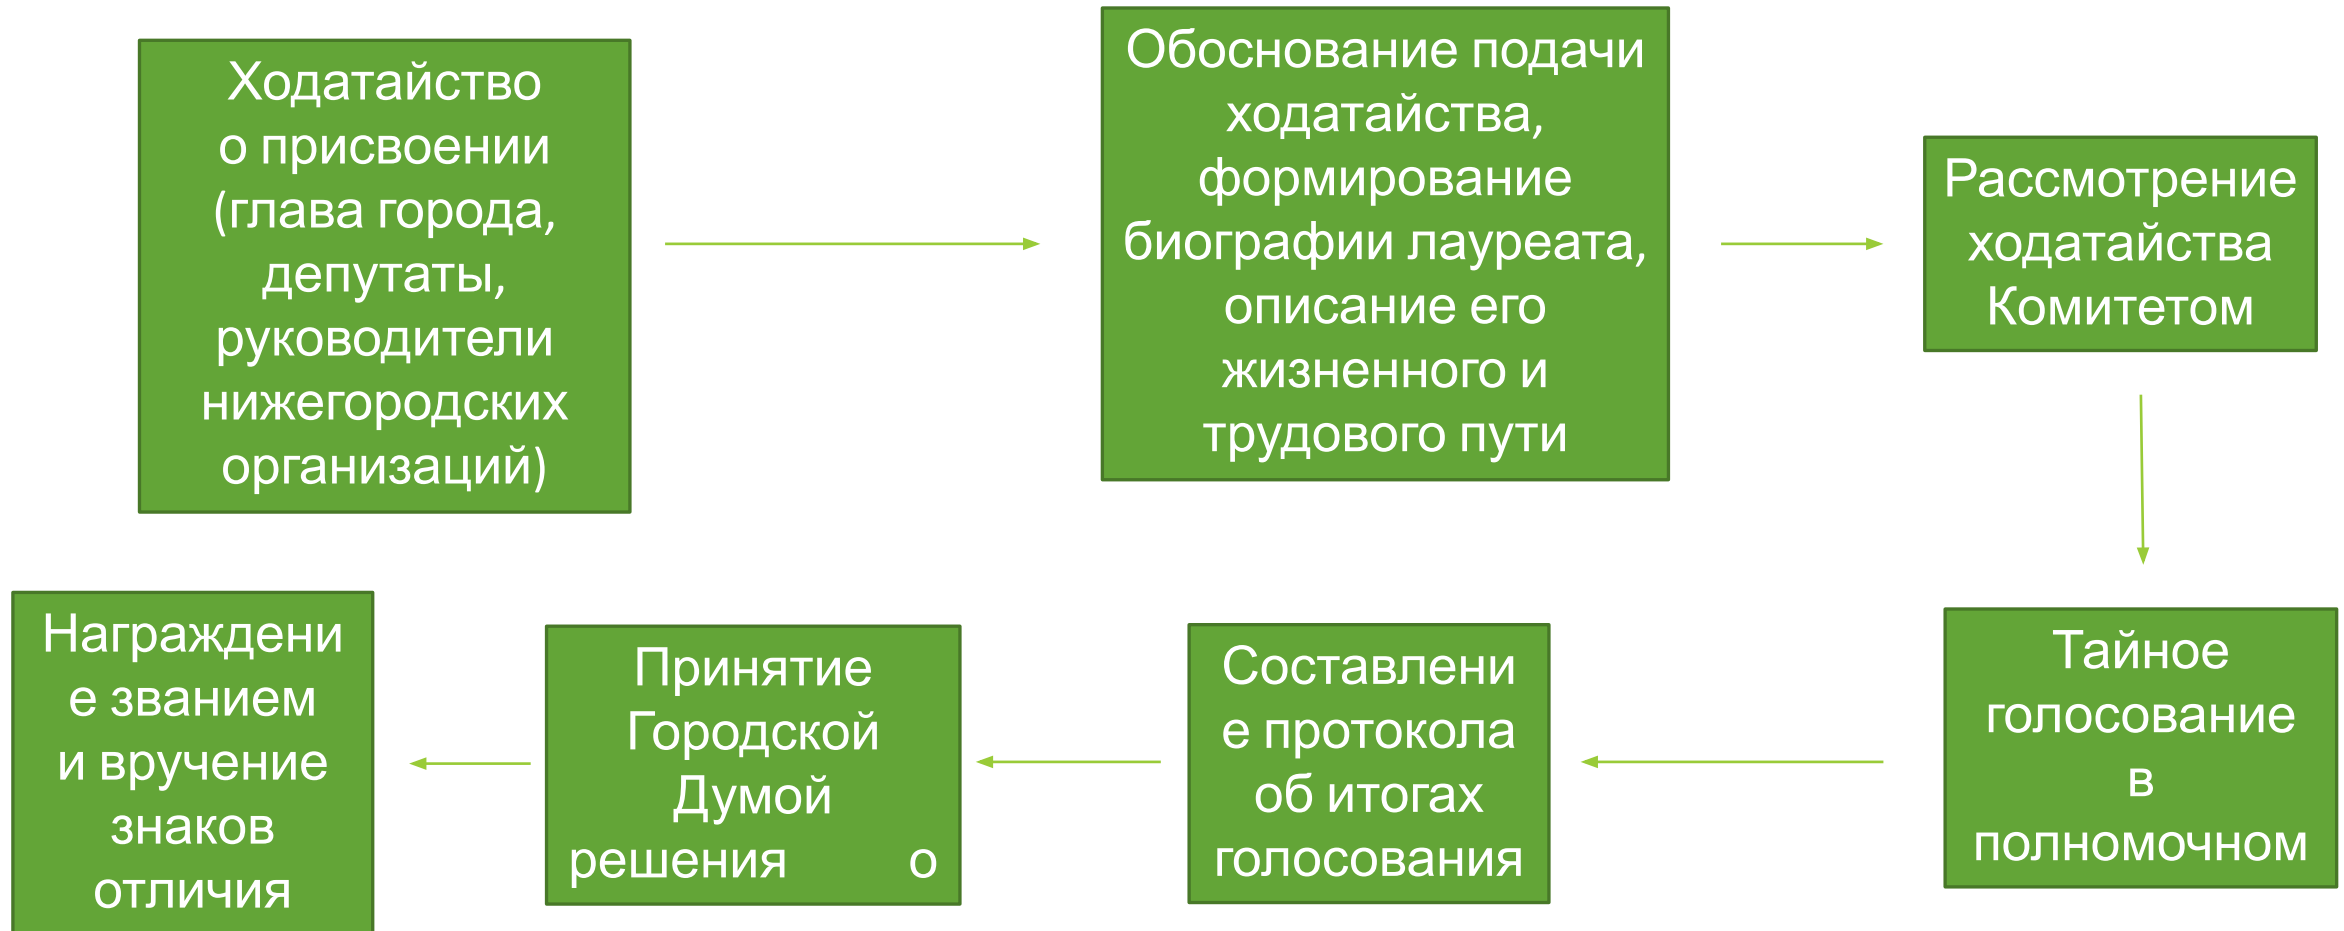 Ходатайство
о присвоении
(глава города,
депутаты,
руководители
нижегородских
организаций)
Обоснование подачи
ходатайства,
формирование
биографии лауреата,
описание его
жизненного и
трудового пути
Рассмотрение
ходатайства
Комитетом
Тайное
голосование
в
полномочном
Составлени
е протокола
об итогах
голосования
Принятие
Городской
Думой
решения о
Награждени
е званием
и вручение
знаков
отличия